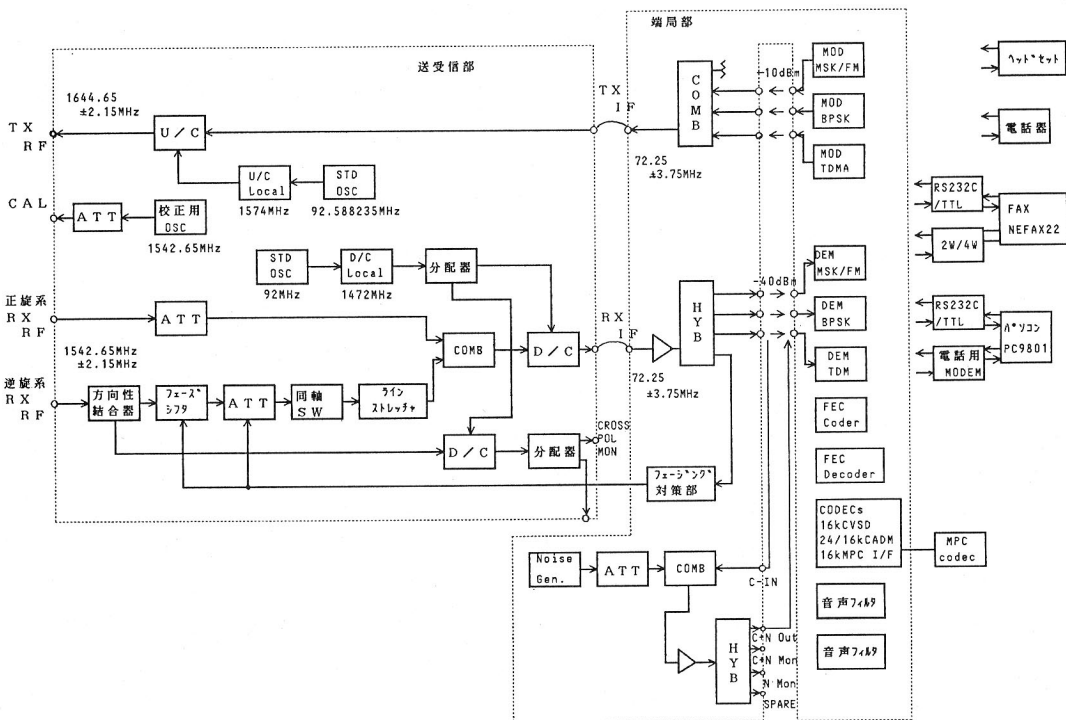 端局部
送受信部
1644.65
±2.15MHz
TX
RF
U/C
U/C
Local
1574MHz
STD
OSC
92.588235MHz
TX
IF
COMB
72.25
±3.75MHz
-10dBm
MOD
MSK/FM
MOD
BPSK
MOD
TDMA
ヘッドセット
電話器
CAL
ATT
校正用
OSC
1542.65MHz
RS232C
/TTL
2W/4W
FAX
NEFAX22
STD
OSC
92MHz
D/C
Local
1472MHz
分配器
正旋系
RX
RF
ATT
1542.65MHz
±2.15MHz
COMB
D/C
RX
IF
HYB
72.25
±3.75MHz
-40dBm
DEM
MSK/FM
DEM
BPSK
DEM
TDM
RS232C
/TTL
電話用
MODEM
パソコン
PC9801
逆旋系
RX
RF
方向性
結合器
フェーズ
シフタ
ATT
同軸
SW
ライン
ストレッチャ
D/C
分配器
CROSS
POL
MON
フェージング
対策部
FEC
Coder
FEC
Decoder
CODECs
16kCVSD
24/16kCADM
16kMPC I/F
MPC
codec
音声フィルタ
音声フィルタ
Noise
Gen.
ATT
COMB
C-IN
HYB
C+N Out
C+N Mon
N Mon
SPARE